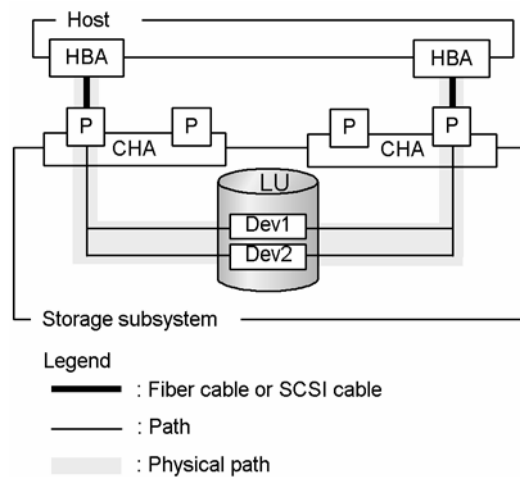 Host
HBA
HBA
P
P
P
P
CHA
CHA
LU
Dev1
Dev2
Storage subsystem
Legend
: Fiber cable or SCSI cable
: Path
: Physical path